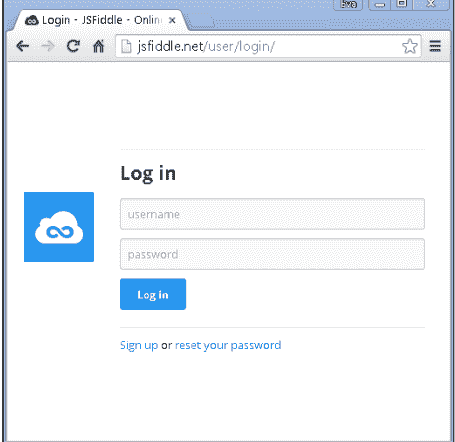 Eva
Login - JSFiddle - Onlin
jsfiddle.net/user/login/
Log in
username
password
Log in
Sign up or reset your password